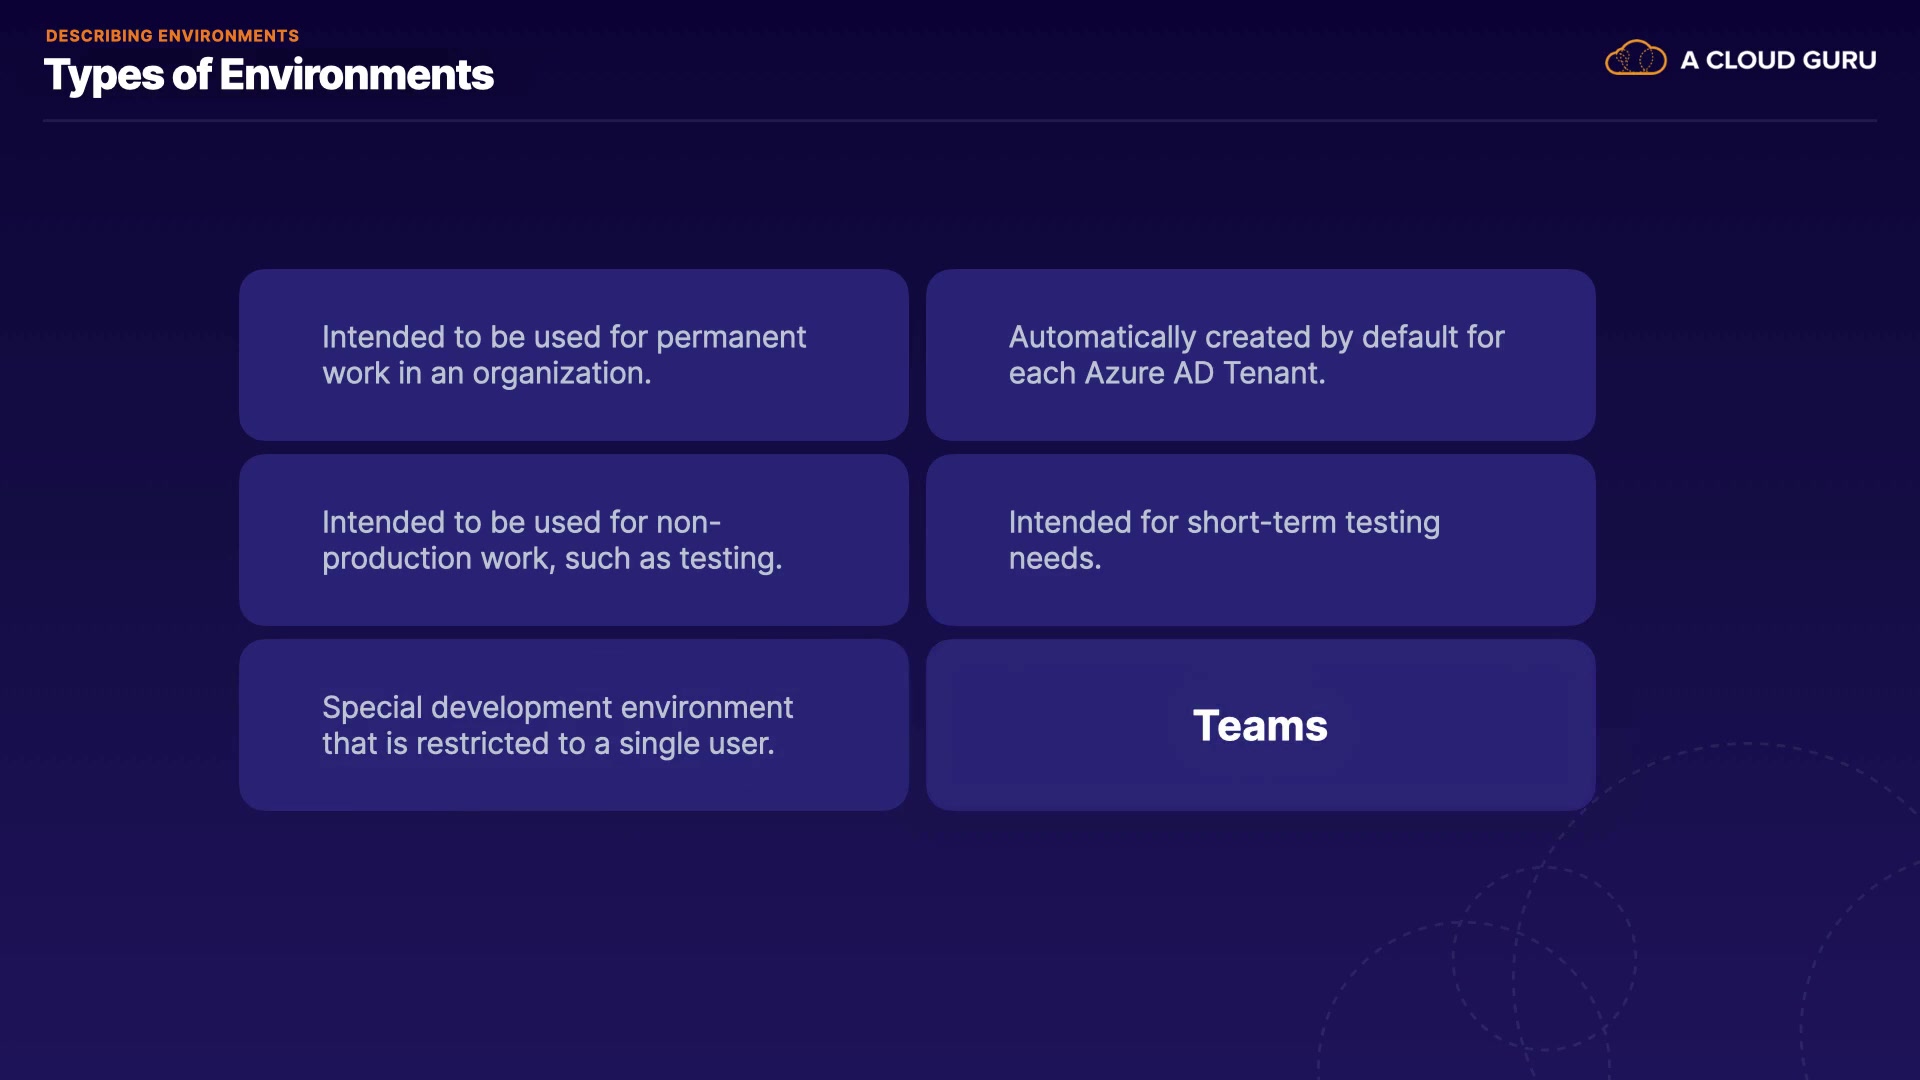 DESCRIBING ENVIRONMENTS
Types of Environments
A CLOUD GURU
Intended to be used for permanent
work in an organization.
Automatically created by default for
each Azure AD Tenant.
Intended to be used for non-
production work, such as testing.
Intended for short-term testing
needs.
Special development environment
that is restricted to a single user.
Teams